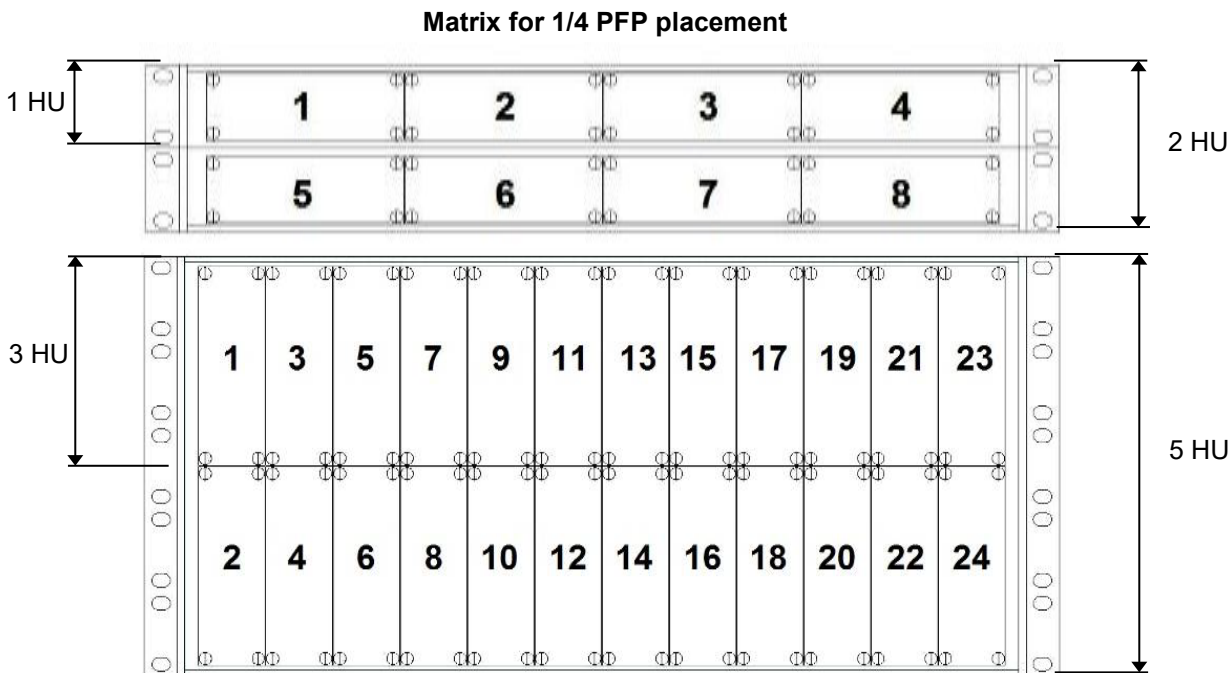 Matrix for 1/4 PFP placement
1 HU
1 2 3 4
2 HU
5 6 7 8
3 HU
1 3 5 7 9 11 13 15 17 19 21 23
5 HU
2 4 6 8 10 12 14 16 18 20 22 24